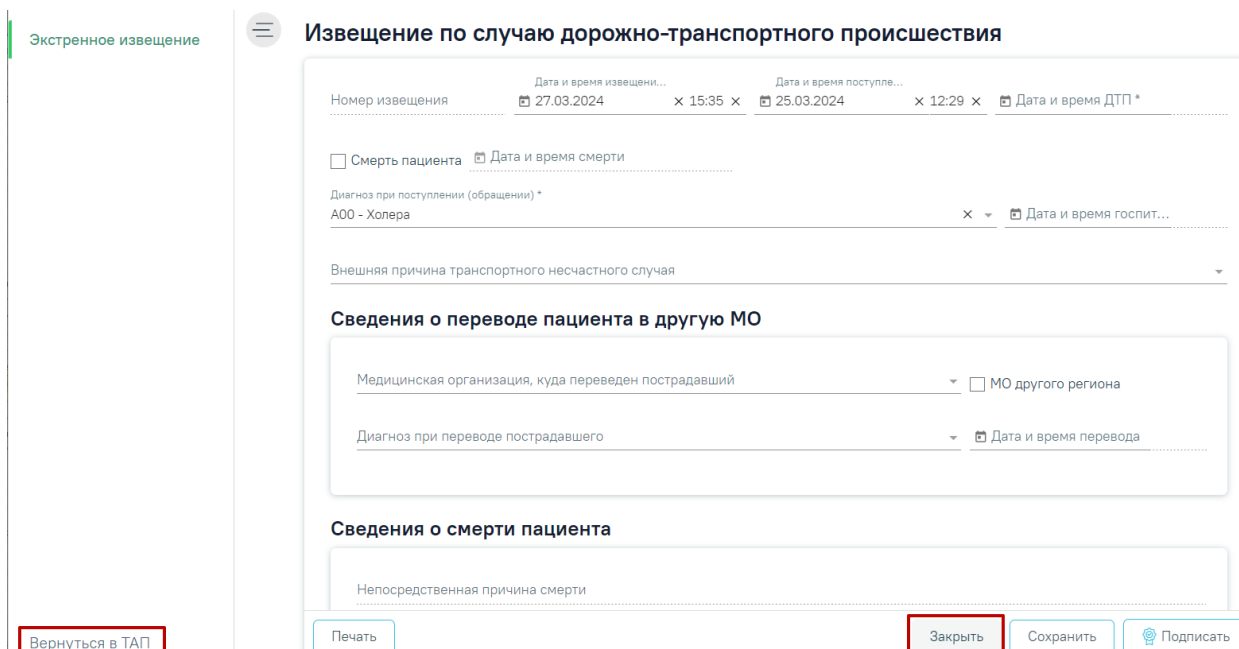 Экстренное извещение
Извещение по случаю дорожно-транспортного происшествия
Дата и время извещени... Дата и время поступле...
Номер извещения 27.03.2024 15:35 25.03.2024 12:29 Дата и время ДТП *
Смерть пациента Дата и время смерти
Диагноз при поступлении (обращении) *
A00 - Холера Дата и время госпит...
Внешняя причина транспортного несчастного случая
Сведения о переводе пациента в другую МО
Медицинская организация, куда переведен пострадавший МО другого региона
Диагноз при переводе пострадавшего Дата и время перевода
Сведения о смерти пациента
Непосредственная причина смерти
Вернуться в ТАП Печать Закрыть Сохранить Подписать